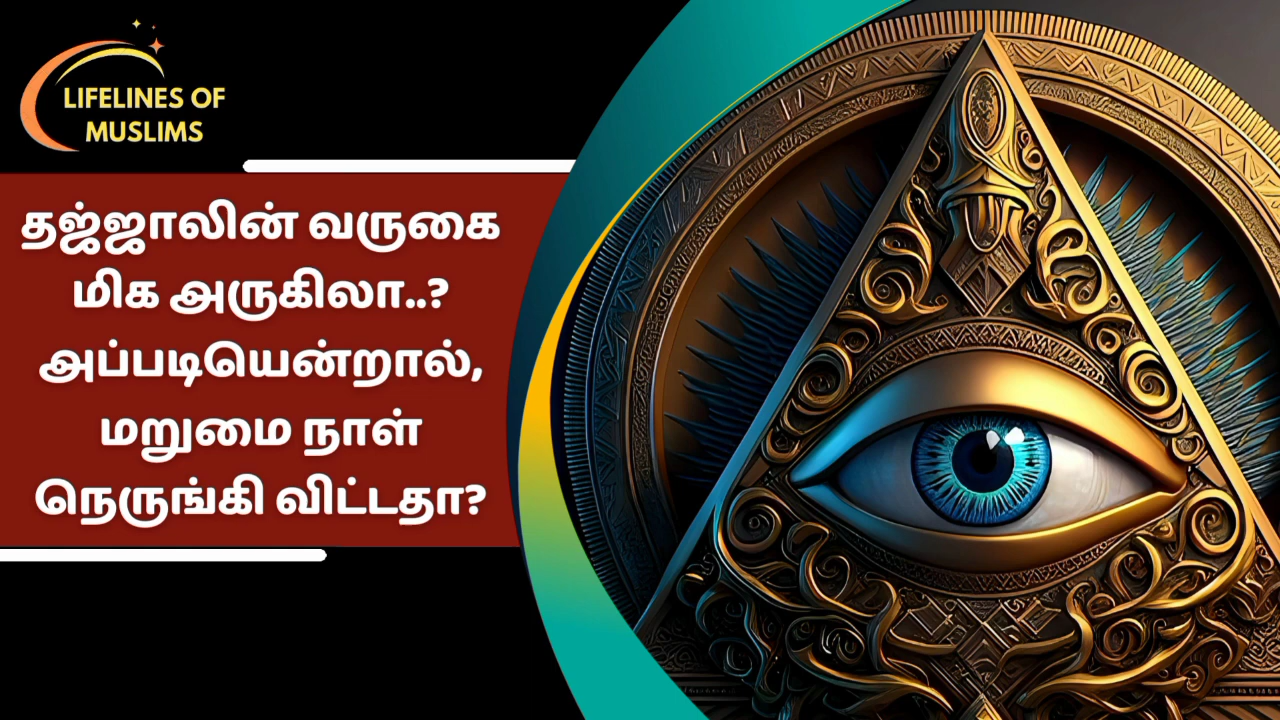 LIFELINES OF
MUSLIMS
தஜ்ஜாலின் வருகை
மிக அருகிலா..?
அப்படியென்றால்,
மறுமை நாள்
நெருங்கி விட்டதா?